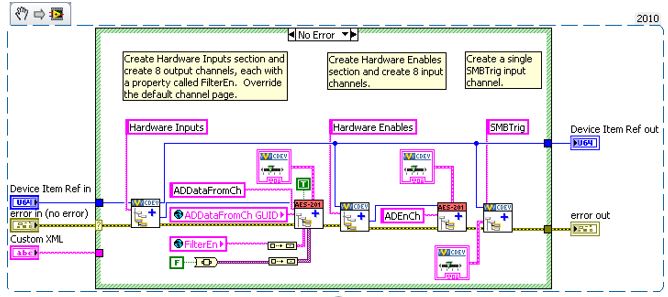 2010
No Error
Create Hardware Inputs section and
create 8 output channels, each with
a property called FilterEn. Override
the default channel page.
Create Hardware Enables
section and create 8 input
channels.
Create a single
SMBTrig input
channel.
Hardware Inputs
Hardware Enables
SMBTrig
Device Item Ref out
U64
CDEV
CDEV
Device Item Ref in
U64
error in (no error)
Custom XML
abc
ADDataFromCh
ADDataFromCh GUID
FilterEn
T
F
CDEV
AES-201
CDEV
ADEnCh
AES-201
CDEV
CDEV
error out